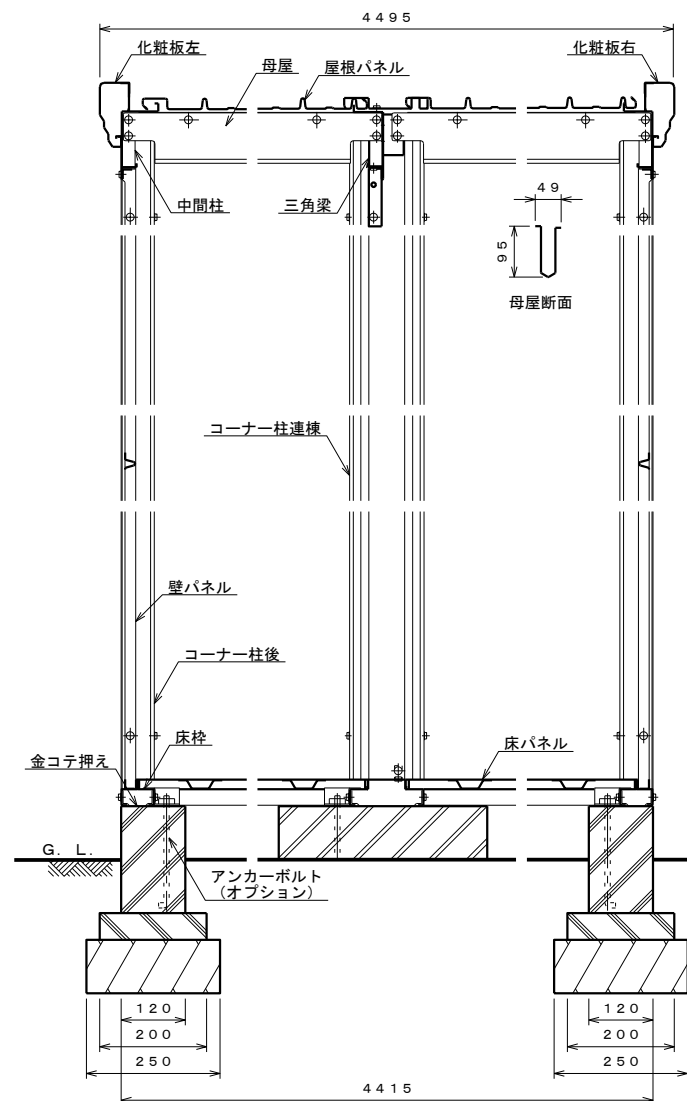 4495
化粧板左
化粧板右
母屋
屋根パネル
中間柱
三角梁
49
95
母屋断面
コーナー柱連棟
壁パネル
コーナー柱後
床枠
床パネル
金コテ押え
G. L.
アンカーボルト
（オプション）
120
120
200
200
250
250
4415